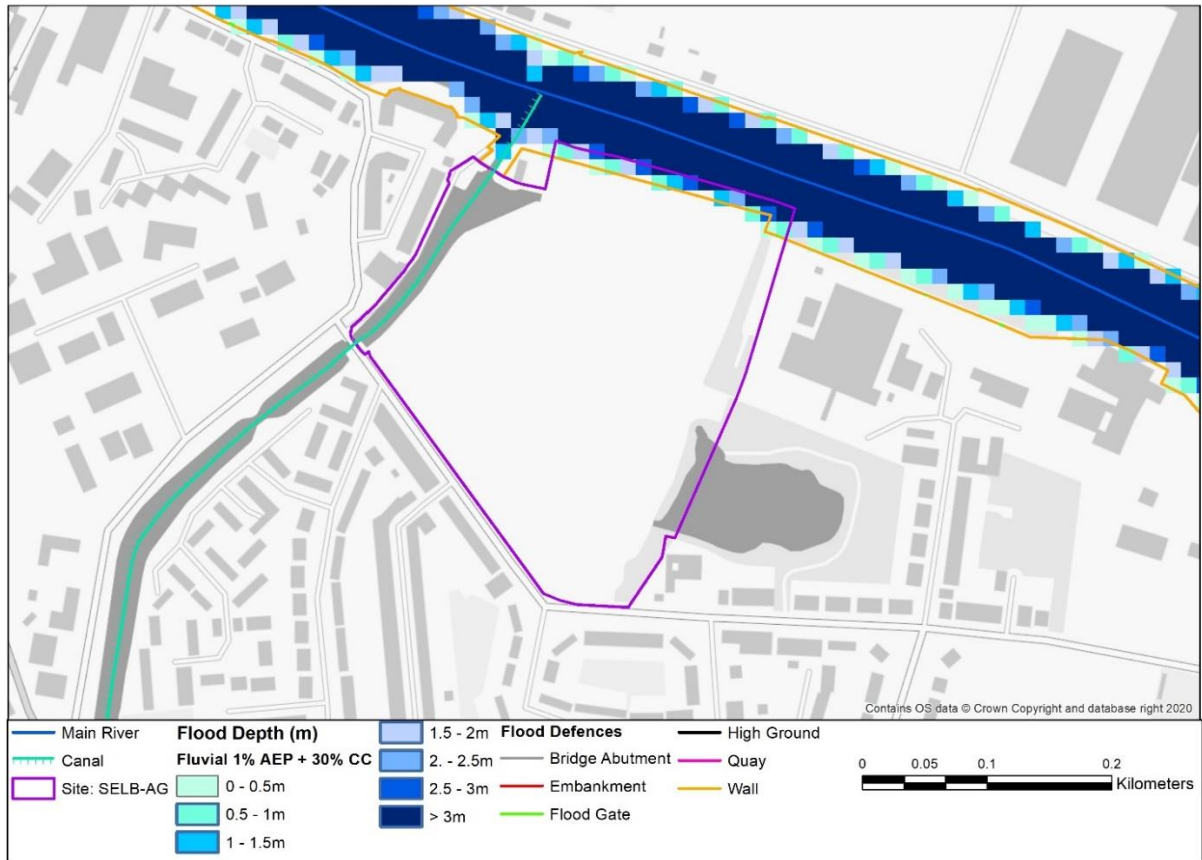 Contains OS data © Crown Copyright and database right 2020
Main River
Canal
Site: SELB-AG
Flood Depth (m)
Fluvial 1% AEP + 30% CC
0 - 0.5m
0.5 - 1m
1 - 1.5m
1.5 - 2m
2. - 2.5m
2.5 - 3m
> 3m
Flood Defences
Bridge Abutment
Embankment
Flood Gate
High Ground
Quay
Wall
0 0.05 0.1 0.2
Kilometers